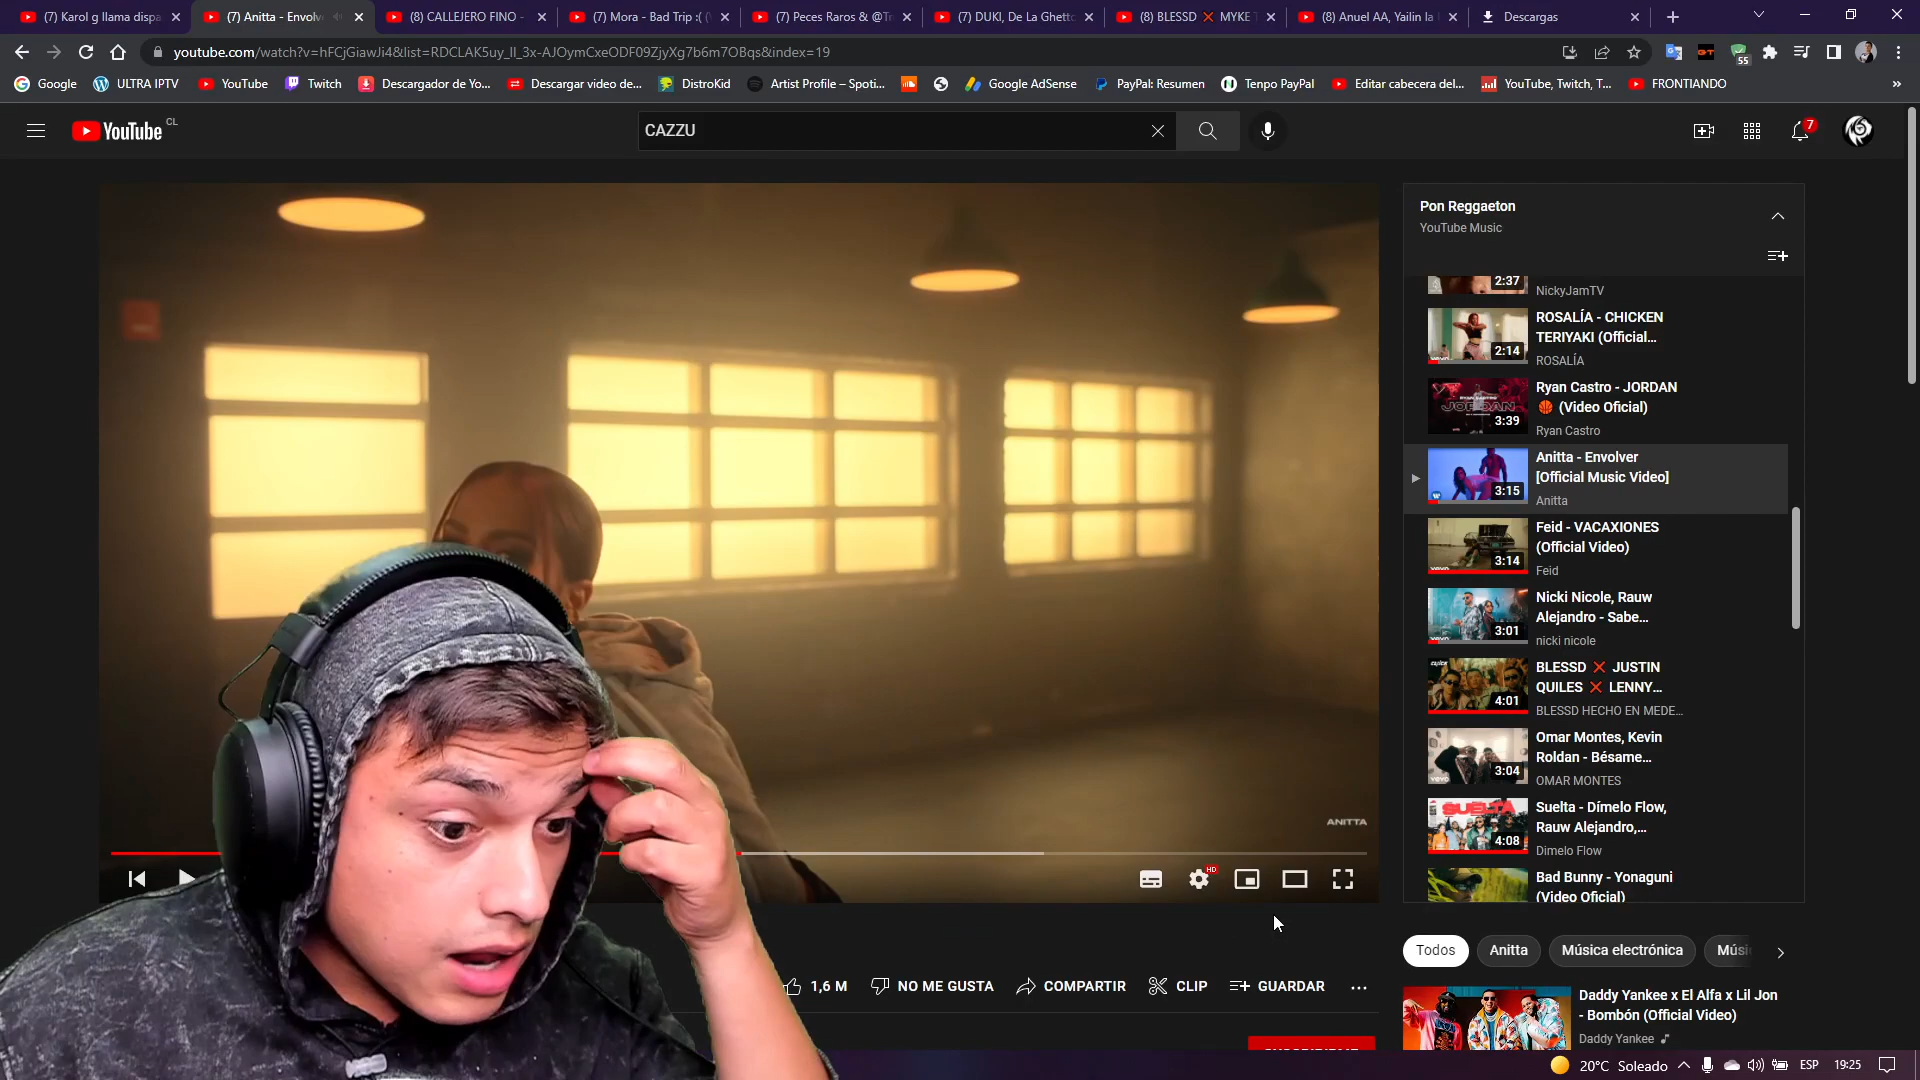 (7) Karol g llama dispa
(7) Anitta - Envolv
(8) CALLEJERO FINO -
(7) Mora - Bad Trip :( (V
(7) Peces Raros & @Tr
(7) DUKI, De La Ghetto
(8) BLESSD ❌ MYKE T
(8) Anuel AA, Yailin la
Descargas
youtube.com/watch?v=hFCjGiawJi4&list=RDCLAK5uy_ll_3x-AJOymCxeODF09ZjyXg7b6m7OBqs&index=19
55
Google
ULTRA IPTV
YouTube
Twitch
Descargador de Yo...
Descargar video de...
DistroKid
Artist Profile – Spoti...
Google AdSense
PayPal: Resumen
Tenpo PayPal
Editar cabecera del...
YouTube, Twitch, T...
FRONTIANDO
YouTube CL
CAZZU
7
Pon Reggaeton
YouTube Music
2:37
NickyJamTV
ROSALÍA - CHICKEN
TERIYAKI (Official...
2:14
ROSALÍA
Ryan Castro - JORDAN
🏀 (Video Oficial)
3:39
Ryan Castro
Anitta - Envolver
[Official Music Video]
3:15
Anitta
Feid - VACAXIONES
(Official Video)
3:14
Feid
Nicki Nicole, Rauw
Alejandro - Sabe...
3:01
nicki nicole
BLESSD ❌ JUSTIN
QUILES ❌ LENNY...
4:01
BLESSD HECHO EN MEDE...
Omar Montes, Kevin
Roldan - Bésame...
3:04
OMAR MONTES
Suelta - Dímelo Flow,
Rauw Alejandro,...
SUELTA
4:08
Dimelo Flow
Bad Bunny - Yonaguni
(Video Oficial)
ANITTA
HD
1,6 M
NO ME GUSTA
COMPARTIR
CLIP
GUARDAR
Todos
Anitta
Música electrónica
Músi
Daddy Yankee x El Alfa x Lil Jon
- Bombón (Official Video)
Daddy Yankee
20°C Soleado
ESP
19:25